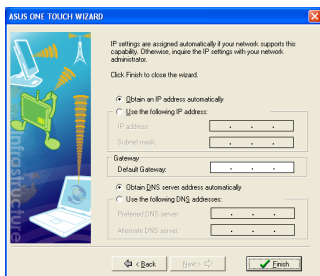 ASUS ONE TOUCH WIZARD
IP settings are assigned automatically if your network supports this
capability. Otherwise, inquire the IP settings with your network
administrator.
Click Finish to close the wizard.
Obtain an IP address automatically
Use the following IP address:
IP address:
Subnet mask:
Gateway
Default Gateway:
Obtain DNS server address automatically
Use the following DNS addresses:
Preferred DNS server:
Alternate DNS server:
Infrastructure
< Back
Next >
Finish